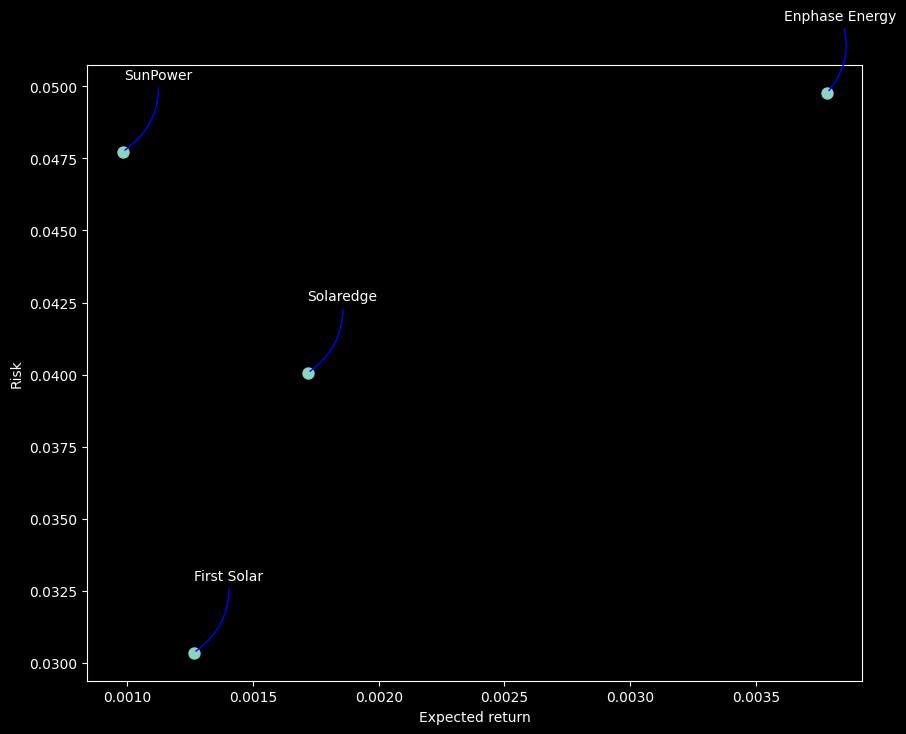 Enphase Energy
SunPower
Solaredge
First Solar
0.0500
0.0475
0.0450
0.0425
0.0400
0.0375
0.0350
0.0325
0.0300
Risk
0.0010 0.0015 0.0020 0.0025 0.0030 0.0035
Expected return